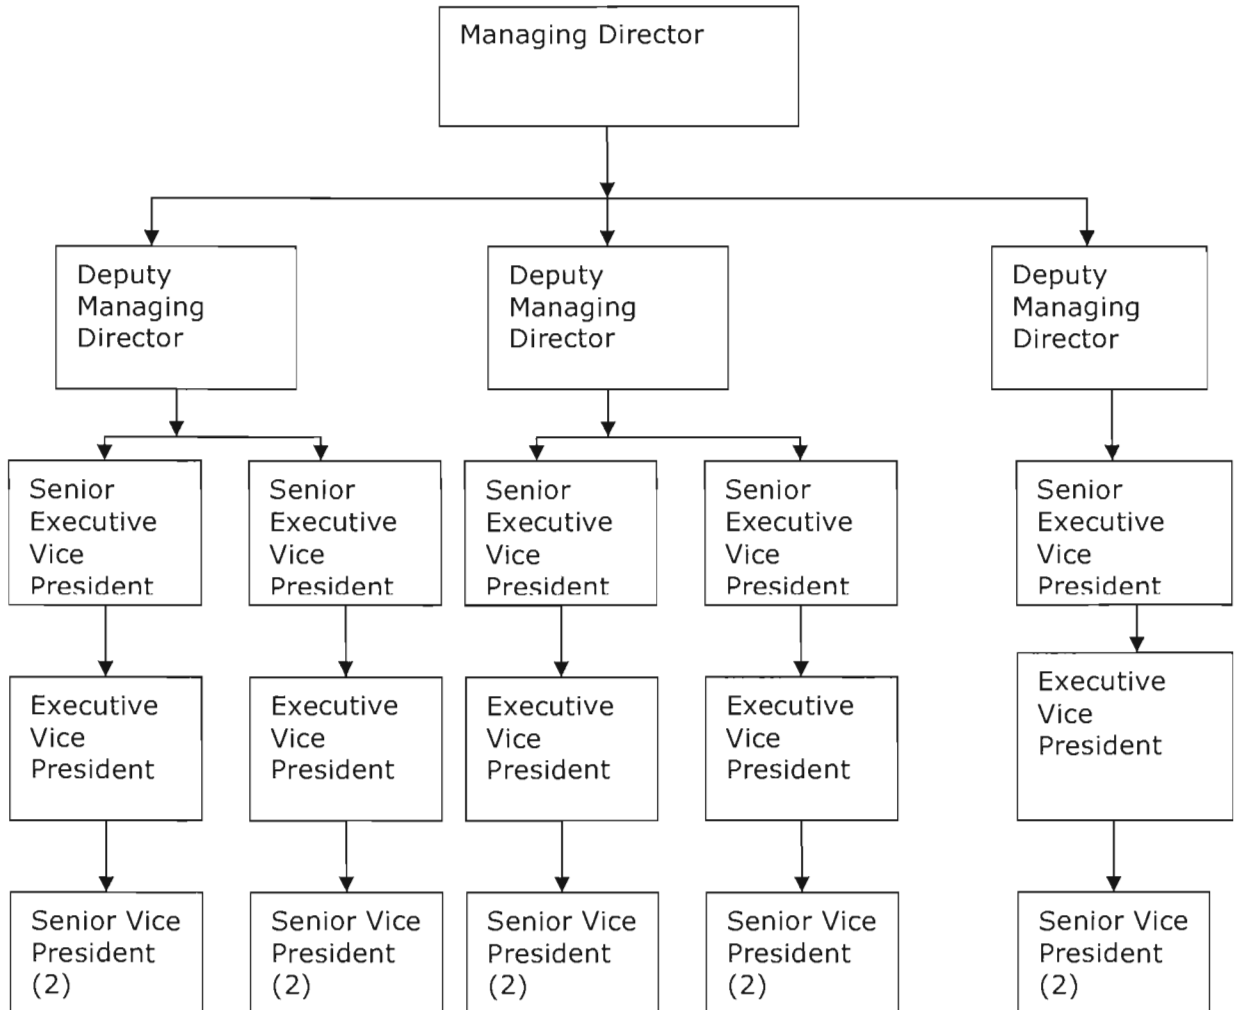 Managing Director
Deputy
Managing
Director
Deputy
Managing
Director
Deputy
Managing
Director
Senior
Executive
Vice
President
Senior
Executive
Vice
President
Senior
Executive
Vice
President
Senior
Executive
Vice
President
Senior
Executive
Vice
President
Executive
Vice
President
Executive
Vice
President
Executive
Vice
President
Executive
Vice
President
Executive
Vice
President
Senior Vice
President
(2)
Senior Vice
President
(2)
Senior Vice
President
(2)
Senior Vice
President
(2)
Senior Vice
President
(2)